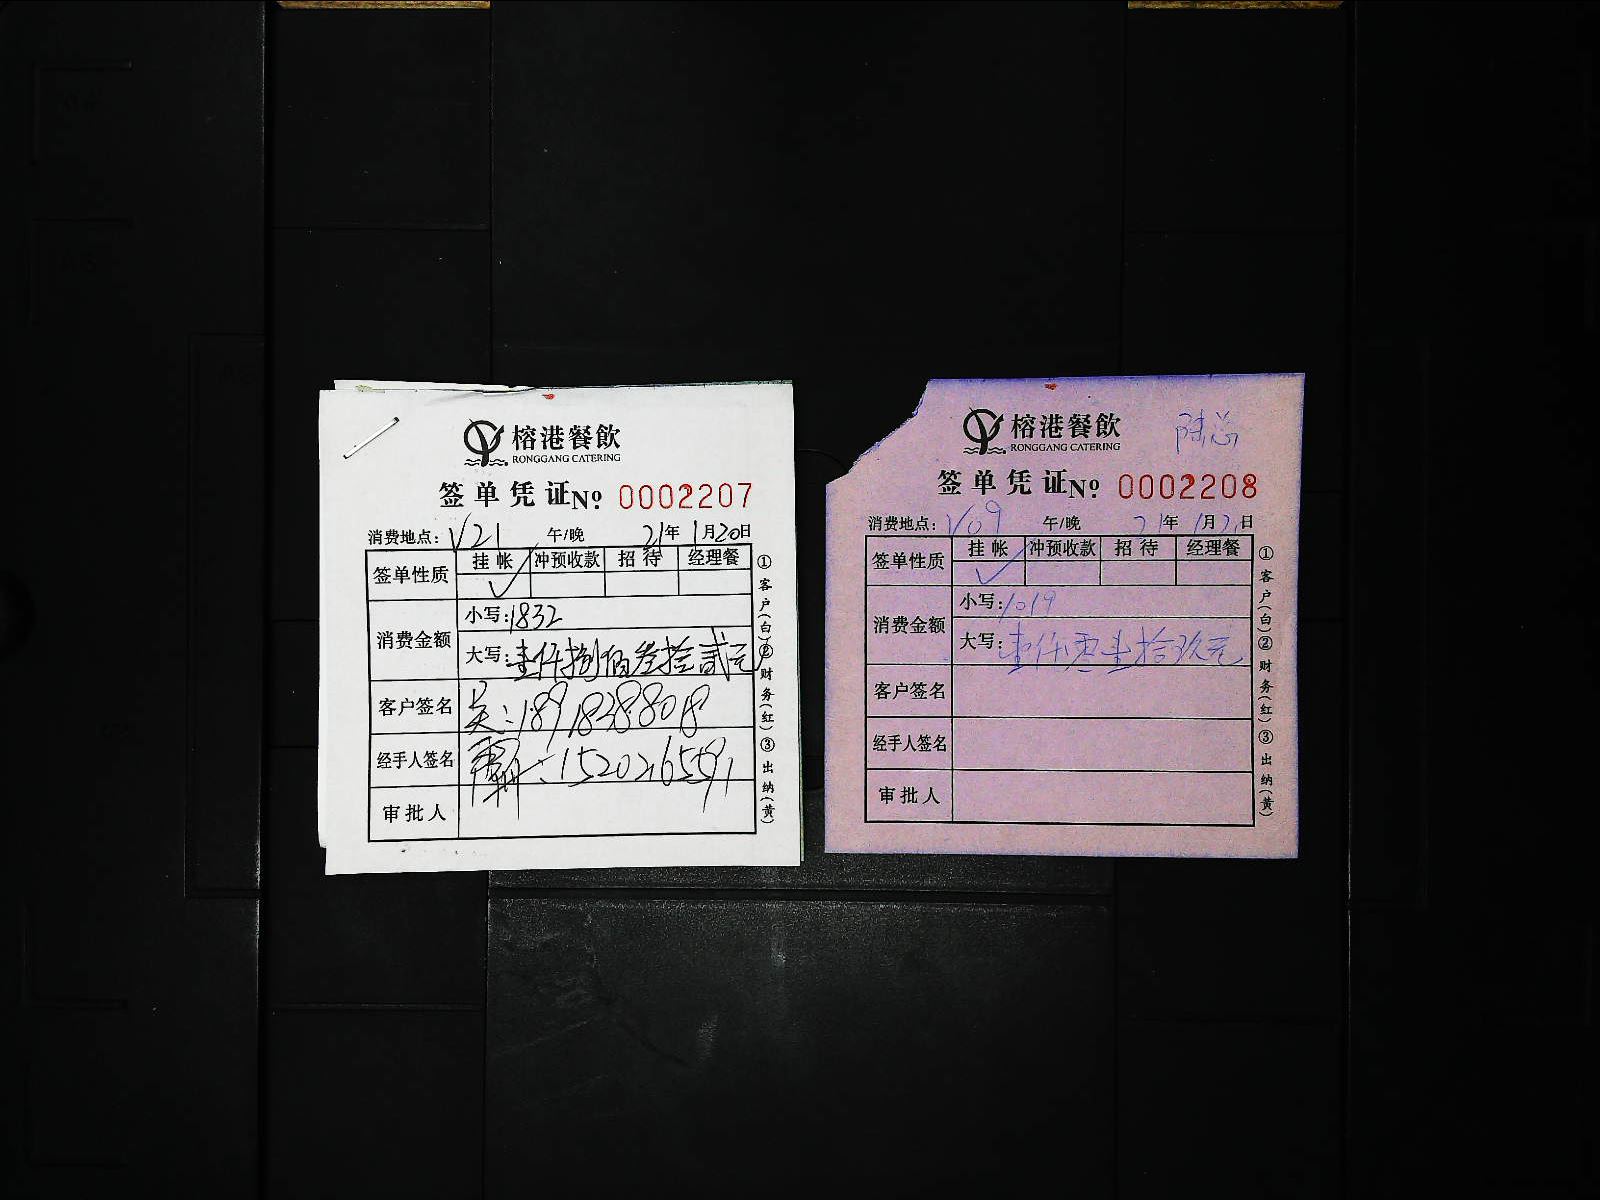 榕港餐飲
RONGGANG CATERING
签单凭证 No. 0002207
消费地点: V21 午/晚 21年1月20日
签单性质 挂帐 冲预收款 招待 经理餐
✓
消费金额 小写: 1832
大写: 壹仟捌佰叁拾贰元
客户签名 吴: 18918388018
经手人签名
审批人
①客户(白)②财务(红)③出纳(黄)
榕港餐飲 陆总
RONGGANG CATERING
签单凭证 No. 0002208
消费地点: V09 午/晚 21年1月21日
签单性质 挂帐 冲预收款 招待 经理餐
✓
消费金额 小写: 1019
大写: 壹仟零壹拾玖元
客户签名
经手人签名
审批人
①客户(白)②财务(红)③出纳(黄)